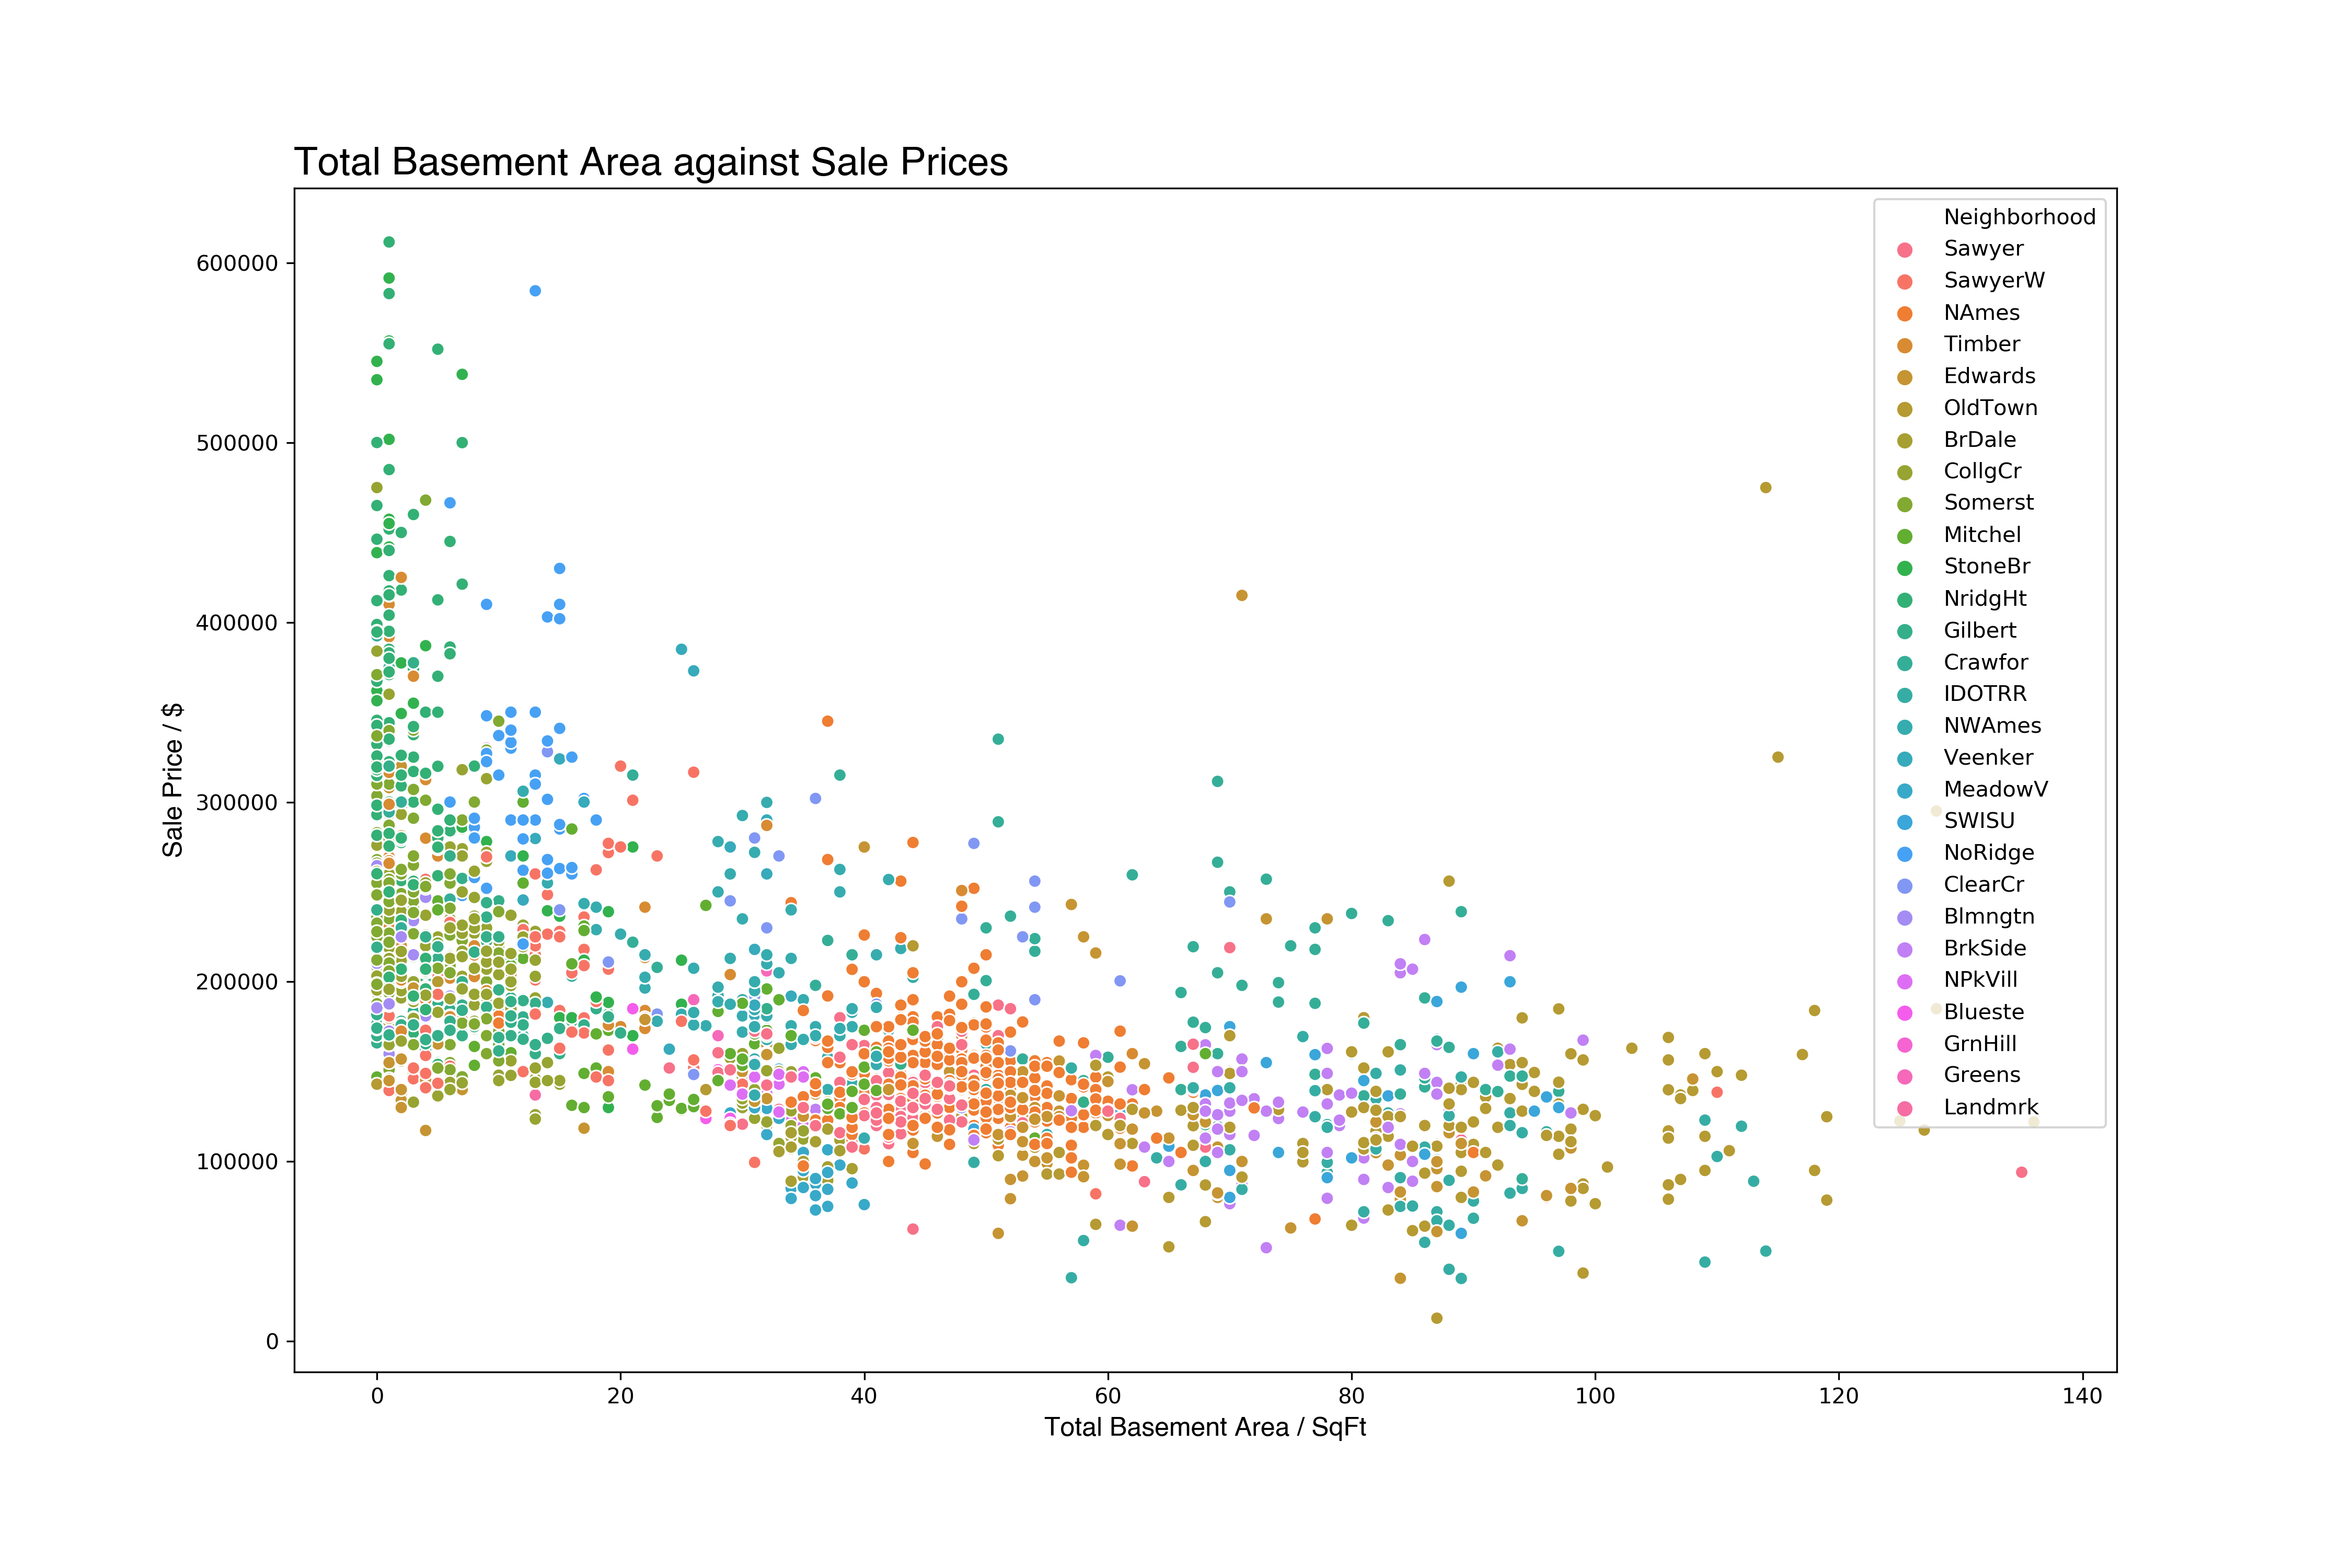 Total Basement Area against Sale Prices
Neighborhood
Sawyer
SawyerW
NAmes
Timber
Edwards
OldTown
BrDale
CollgCr
Somerst
Mitchel
StoneBr
NridgHt
Gilbert
Crawfor
IDOTRR
NWAmes
Veenker
MeadowV
SWISU
NoRidge
ClearCr
Blmngtn
BrkSide
NPkVill
Blueste
GrnHill
Greens
Landmrk
600000
500000
400000
300000
200000
100000
0
Sale Price / $
0 20 40 60 80 100 120 140
Total Basement Area / SqFt